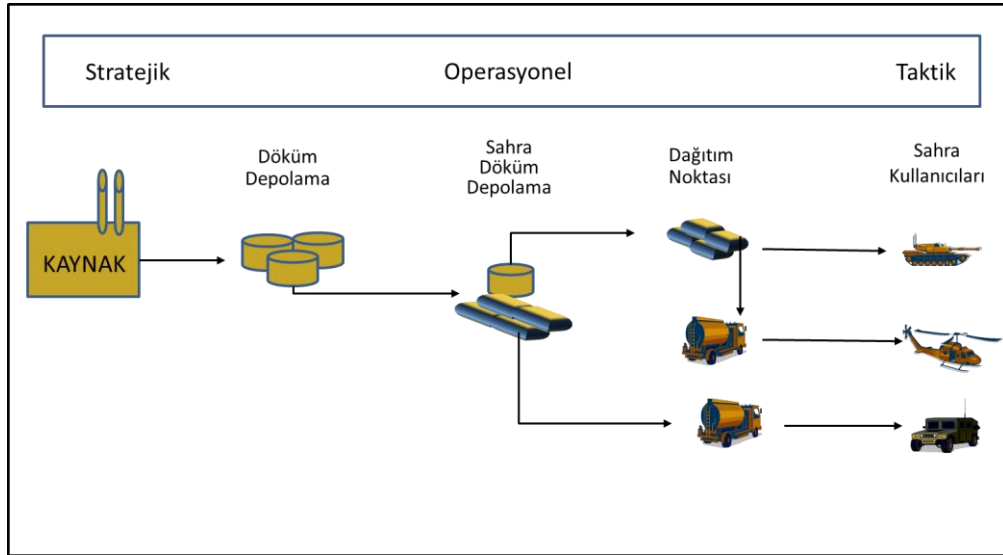 Stratejik Operasyonel Taktik
Döküm
Depolama
Sahra
Döküm
Depolama
Dağıtım
Noktası
Sahra
Kullanıcıları
KAYNAK